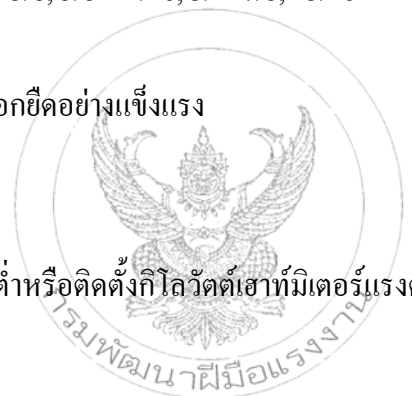 อกยึดอย่างแข็งแรง
ต่ำหรือติดตั้งกิโลวัตต์เฮาท์มิเตอร์แรง
กรมพัฒนาฝีมือแรงงาน